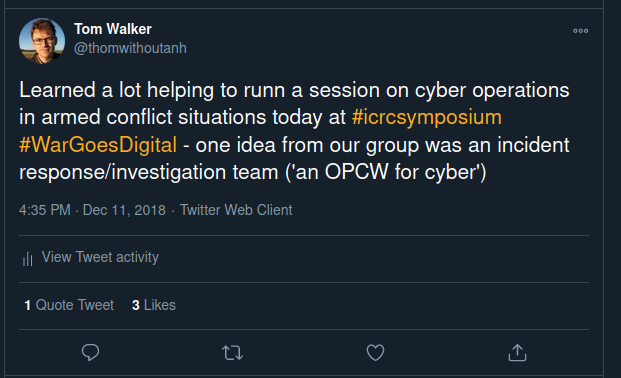 Tom Walker
@thomwithoutanh
Learned a lot helping to runn a session on cyber operations
in armed conflict situations today at #icrcsymposium
#WarGoesDigital - one idea from our group was an incident
response/investigation team ('an OPCW for cyber')
4:35 PM · Dec 11, 2018 · Twitter Web Client
View Tweet activity
1 Quote Tweet 3 Likes